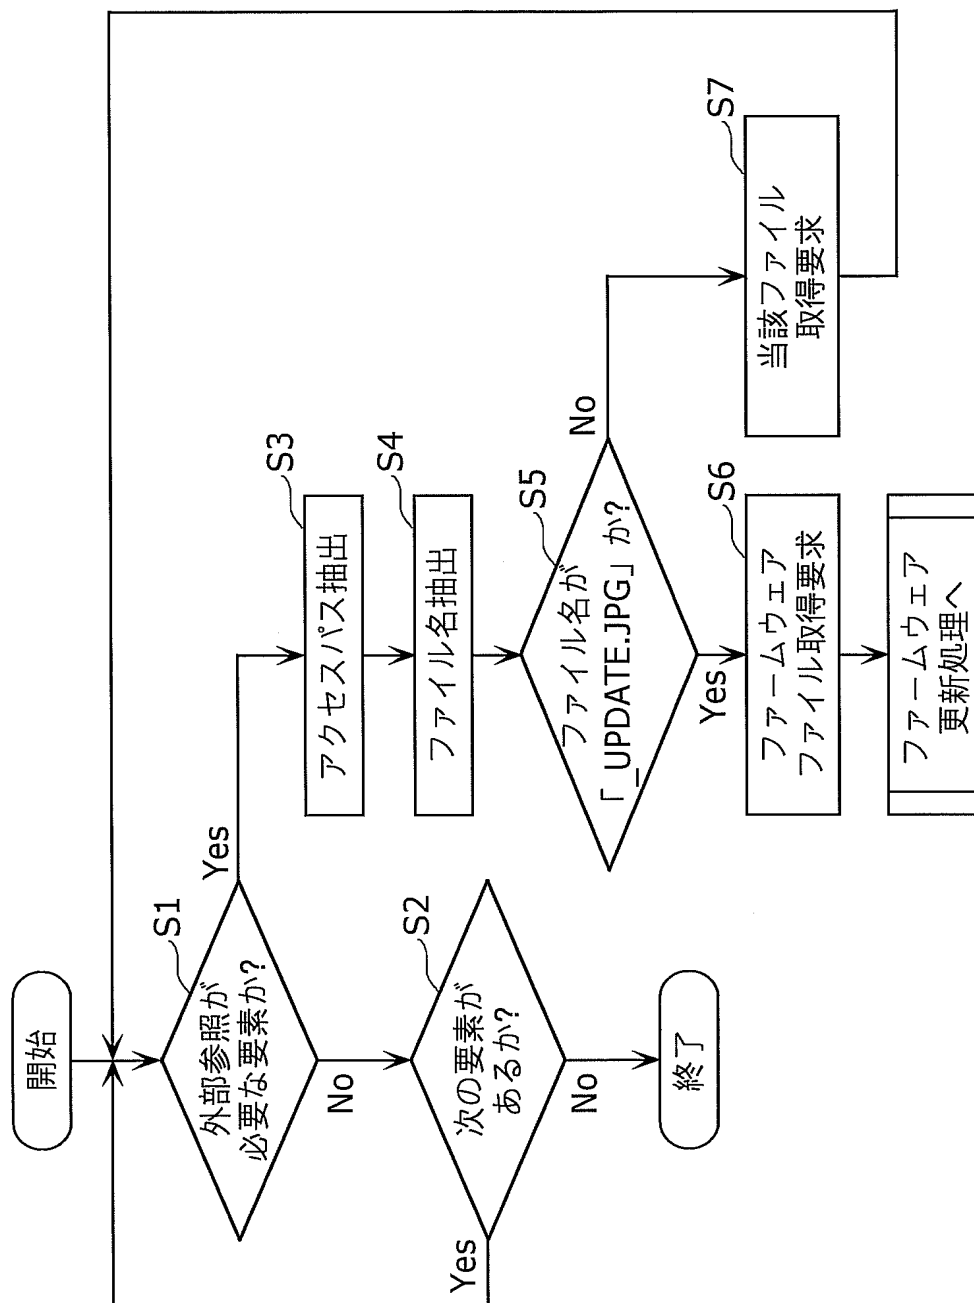 開始
外部参照が
必要な要素か?
S1
Yes
No
次の要素が
あるか?
S2
Yes
No
終了
アクセスパス抽出
S3
ファイル名抽出
S4
ファイル名が
「_UPDATE.JPG」か?
S5
Yes
No
ファームウェア
ファイル取得要求
S6
ファームウェア
更新処理へ
当該ファイル
取得要求
S7